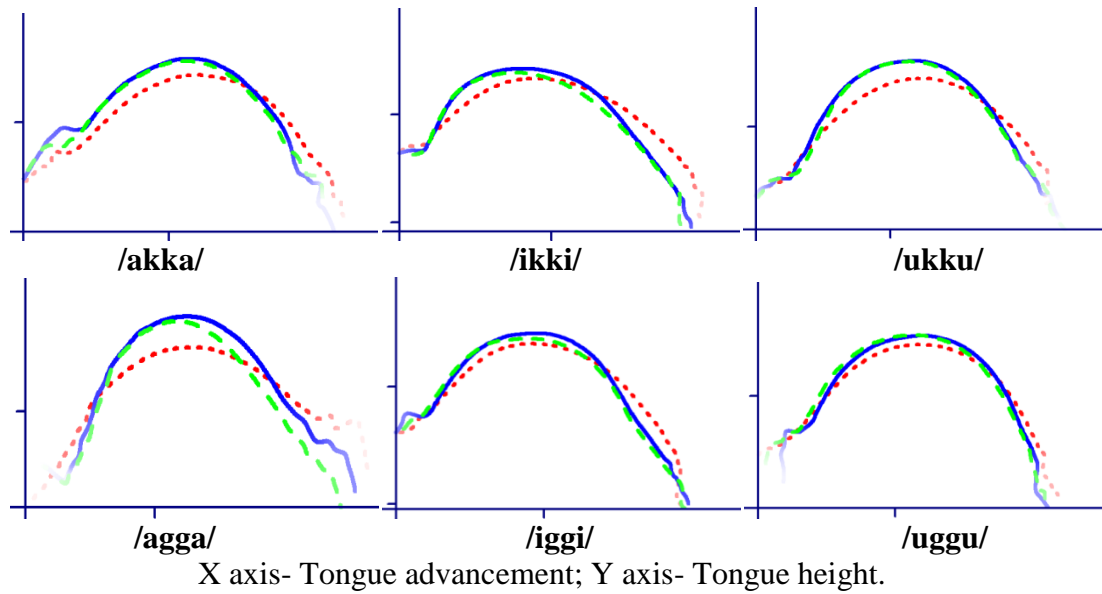 /akka/ /ikki/ /ukku/
/agga/ /iggi/ /uggu/
X axis- Tongue advancement; Y axis- Tongue height.